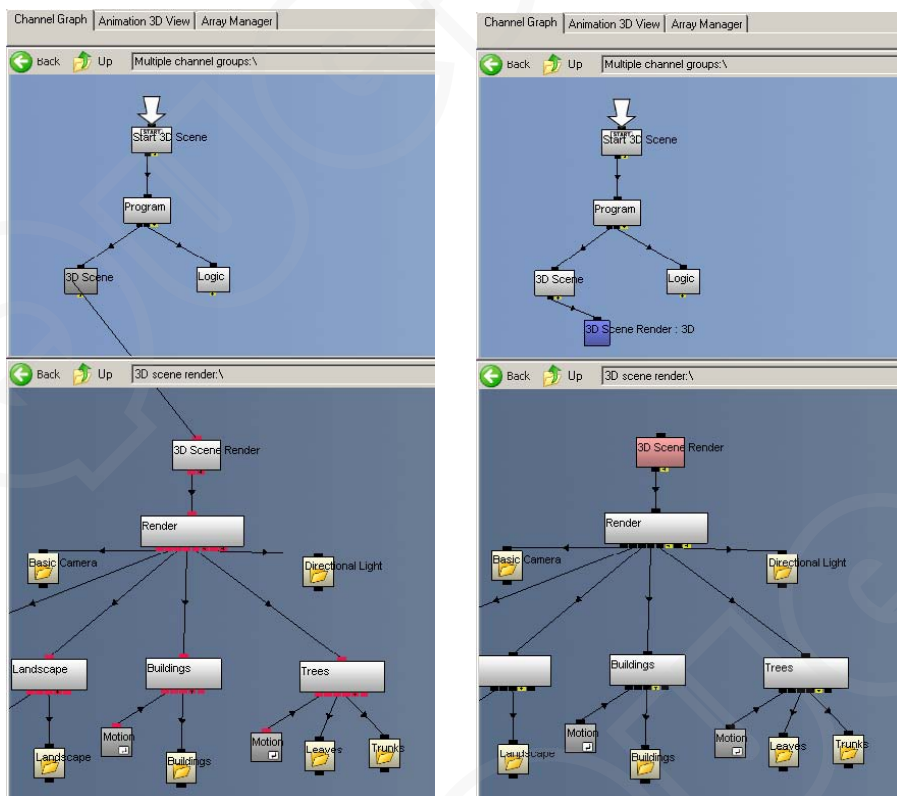 Channel Graph Animation 3D View Array Manager
Back Up Multiple channel groups:\
START
Start 3D Scene
Program
3D Scene Logic
Back Up 3D scene render:\
3D Scene Render
Render
Basic Camera Directional Light
Landscape Buildings Trees
Motion Motion Leaves Trunks
Landscape Buildings
Channel Graph Animation 3D View Array Manager
Back Up Multiple channel groups:\
START
Start 3D Scene
Program
3D Scene Logic
3D Scene Render : 3D
Back Up 3D scene render:\
3D Scene Render
Render
Basic Camera Directional Light
Buildings Trees
Motion Motion Leaves Trunks
Landscape Buildings